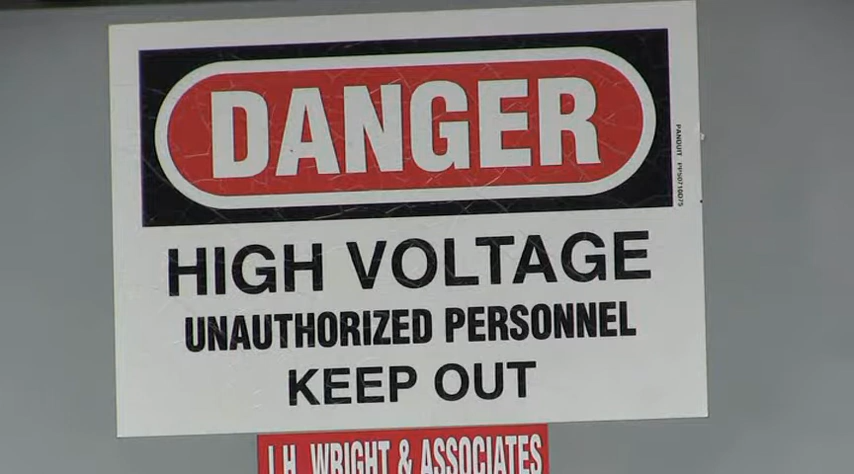 DANGER
HIGH VOLTAGE
UNAUTHORIZED PERSONNEL
KEEP OUT
WRIGHT & ASSOCIATES